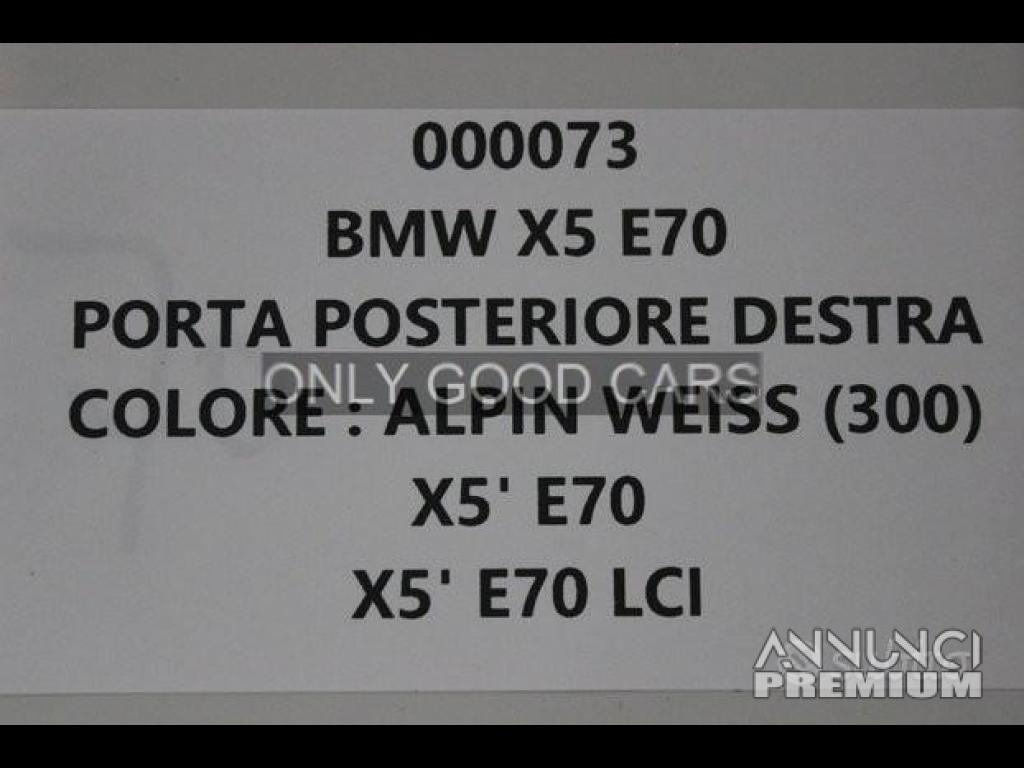 000073
BMW X5 E70
PORTA POSTERIORE DESTRA
ONLY GOOD CARS
COLORE : ALPIN WEISS (300)
X5' E70
X5' E70 LCI
ANNUNCI
PREMIUM